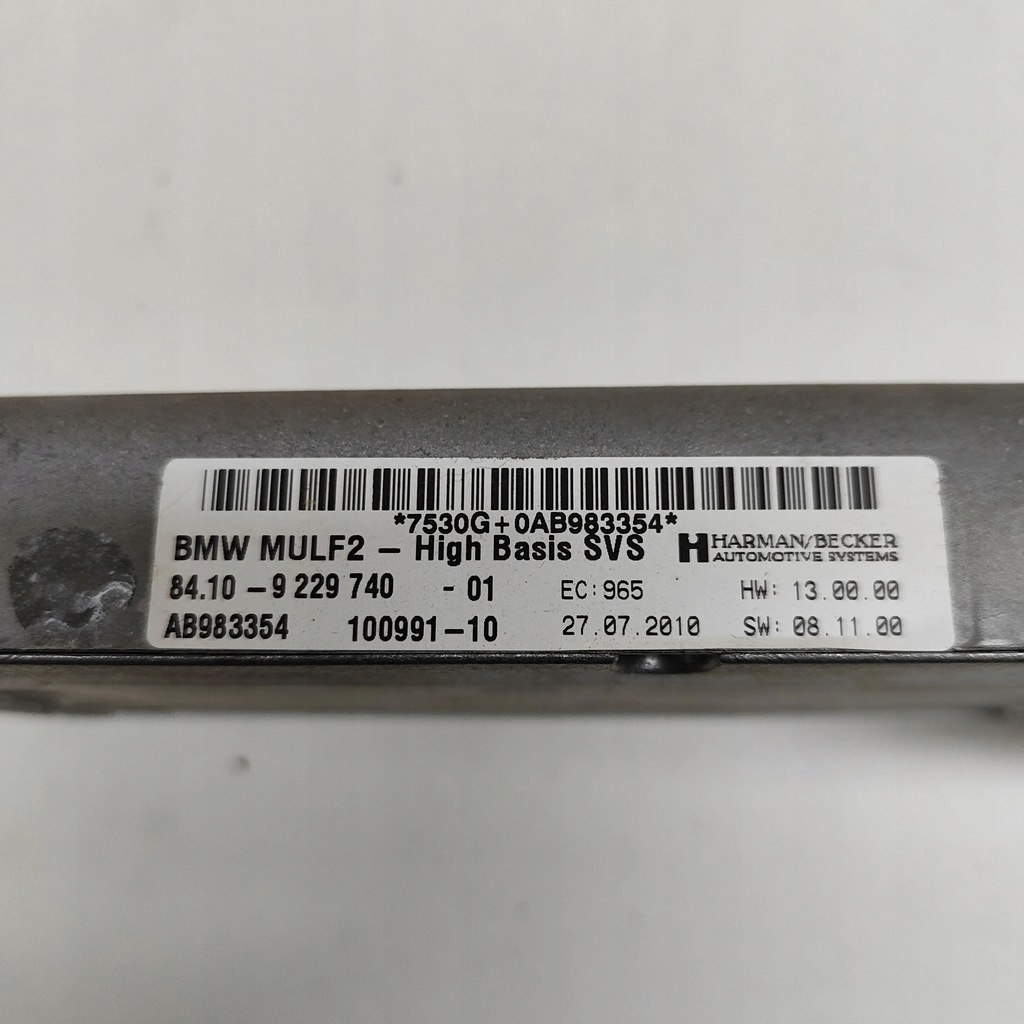 *7530G+0AB983354*
BMW MULF2 – High Basis SVS H HARMAN/BECKER
AUTOMOTIVE SYSTEMS
84.10 – 9 229 740 - 01 EC: 965 HW: 13.00.00
AB983354 100991–10 27.07.2010 SW: 08.11.00